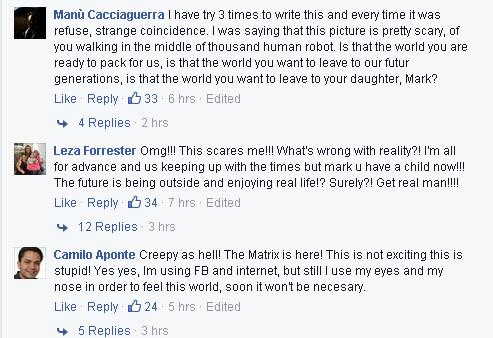 Manù Cacciaguerra I have try 3 times to write this and every time it was
refuse, strange coincidence. I was saying that this picture is pretty scary, of
you walking in the middle of thousand human robot. Is that the world you are
ready to pack for us, is that the world you want to leave to our futur
generations, is that the world you want to leave to your daughter, Mark?
Like · Reply · 33 · 6 hrs · Edited
4 Replies · 2 hrs
Leza Forrester Omg!!! This scares me!!! What's wrong with reality?! I'm all
for advance and us keeping up with the times but mark u have a child now!!!
The future is being outside and enjoying real life!? Surely?! Get real man!!!!
Like · Reply · 34 · 7 hrs · Edited
12 Replies · 3 hrs
Camilo Aponte Creepy as hell! The Matrix is here! This is not exciting this is
stupid! Yes yes, Im using FB and internet, but still I use my eyes and my
nose in order to feel this world, soon it won't be necesary.
Like · Reply · 24 · 5 hrs · Edited
5 Replies · 3 hrs